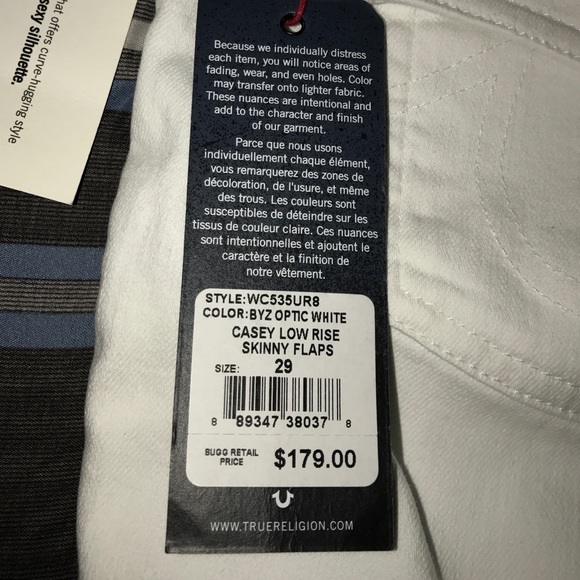 hat offers curve-hugging style
sexy silhouette.
Because we individually distress
each item, you will notice areas of
fading, wear, and even holes. Color
may transfer onto lighter fabric.
These nuances are intentional and
add to the character and finish
of our garment.
Parce que nous usons
individuellement chaque élément,
vous remarquerez des zones de
décoloration, de l'usure, et même
des trous. Les couleurs sont
susceptibles de déteindre sur les
tissus de couleur claire. Ces nuances
sont intentionelles et ajoutent le
caractère et la finition de
notre vêtement.
STYLE:WC535UR8
COLOR:BYZ OPTIC WHITE
CASEY LOW RISE
SKINNY FLAPS
SIZE: 29
8 89347 38037 8
SUGG RETAIL
PRICE $179.00
WWW.TRUERELIGION.COM